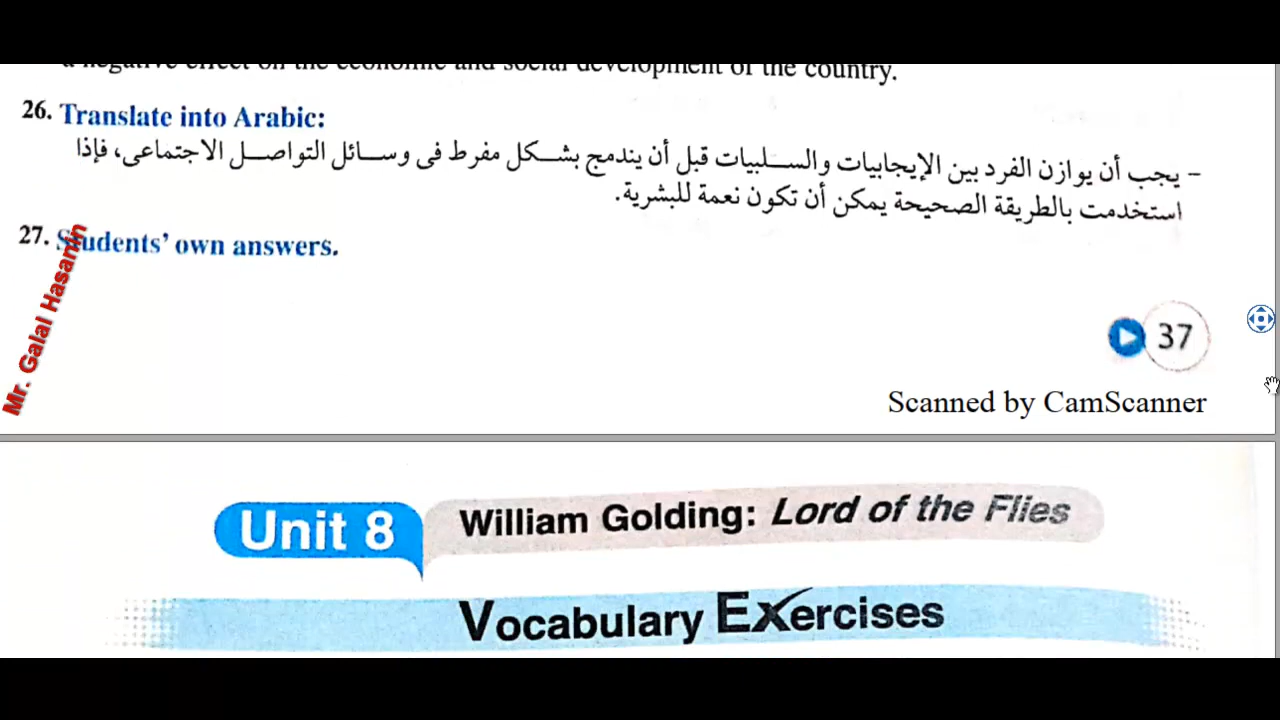 a negative effect on the economic and social development of the country.
26. Translate into Arabic:
- يجب أن يوازن الفرد بين الإيجابيات والسلبيات قبل أن يندمج بشكل مفرط فى وسائل التواصل الاجتماعى، فإذا
استخدمت بالطريقة الصحيحة يمكن أن تكون نعمة للبشرية.
27. Students' own answers.
Mr. Galal Hasanin
37
Scanned by CamScanner
Unit 8
William Golding: Lord of the Flies
Vocabulary Exercises